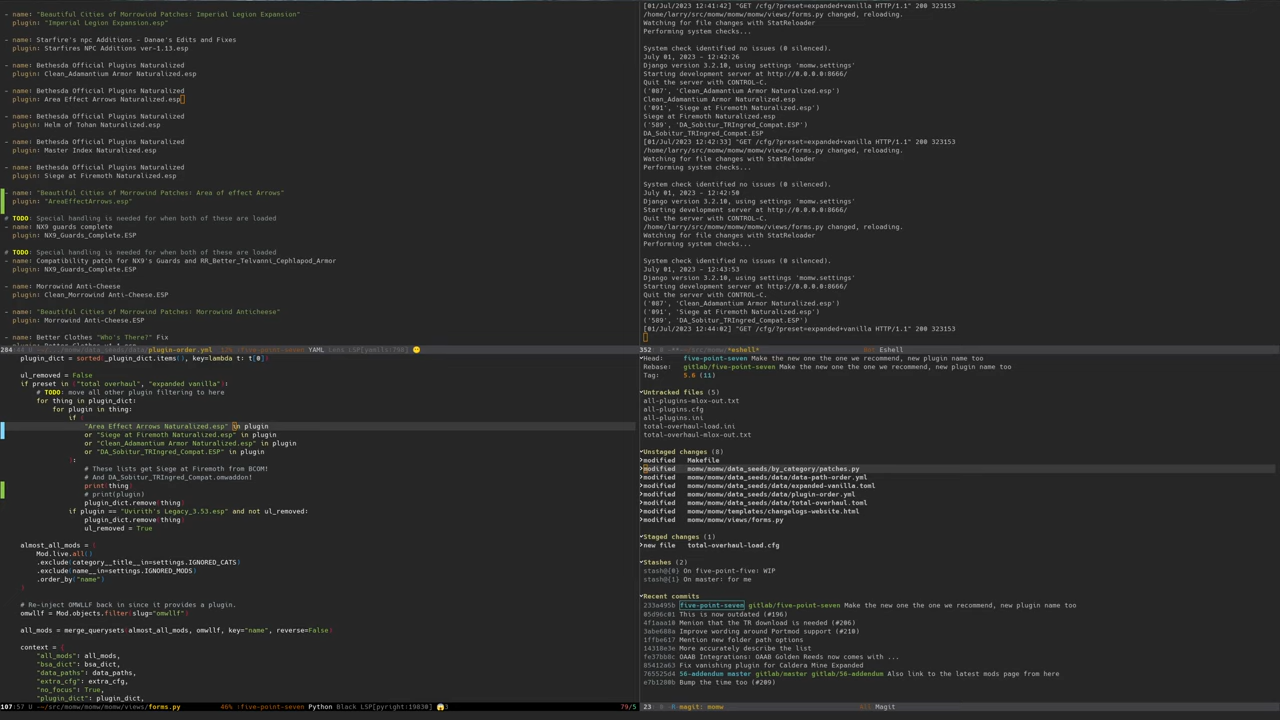 - name: "Beautiful Cities of Morrowind Patches: Imperial Legion Expansion"
plugin: "Imperial Legion Expansion.esp"
- name: Starfire's npc Additions - Danae's Edits and Fixes
plugin: Starfires NPC Additions ver-1.13.esp
- name: Bethesda Official Plugins Naturalized
plugin: Clean_Adamantium Armor Naturalized.esp
- name: Bethesda Official Plugins Naturalized
plugin: Area Effect Arrows Naturalized.esp
- name: Bethesda Official Plugins Naturalized
plugin: Helm of Tohan Naturalized.esp
- name: Bethesda Official Plugins Naturalized
plugin: Master Index Naturalized.esp
- name: Bethesda Official Plugins Naturalized
plugin: Siege at Firemoth Naturalized.esp
- name: "Beautiful Cities of Morrowind Patches: Area of effect Arrows"
plugin: "AreaEffectArrows.esp"
# TODO: Special handling is needed for when both of these are loaded
- name: NX9 guards complete
plugin: NX9_Guards_Complete.ESP
# TODO: Special handling is needed for when both of these are loaded
- name: Compatibility patch for NX9's Guards and RR_Better_Telvanni_Cephlapod_Armor
plugin: NX9_Guards_Complete.ESP
- name: Morrowind Anti-Cheese
plugin: Clean_Morrowind Anti-Cheese.ESP
- name: "Beautiful Cities of Morrowind Patches: Morrowind Anticheese"
plugin: Morrowind Anti-Cheese.ESP
- name: Better Clothes "Who's There?" Fix
plugin-order.yml 12% :five-point-seven YAML
plugin_dict = sorted(_plugin_dict.items(), key=lambda t: t[0])
ul_removed = False
if preset in ("total overhaul", "expanded vanilla"):
# TODO: move all other plugin filtering to here
for thing in plugin_dict:
for plugin in thing:
if (
"Area Effect Arrows Naturalized.esp" in plugin
or "Siege at Firemoth Naturalized.esp" in plugin
or "Clean_Adamantium Armor Naturalized.esp" in plugin
or "DA_Sobitur_TRIngred_Compat.ESP" in plugin
):
# These lists get Siege at Firemoth from BCOM!
# And DA_Sobitur_TRIngred_Compat.omwaddon!
print(thing)
# print(plugin)
plugin_dict.remove(thing)
if plugin == "Uvirith's Legacy_3.53.esp" and not ul_removed:
plugin_dict.remove(thing)
ul_removed = True
almost_all_mods = (
Mod.live.all()
.exclude(category__title__in=settings.IGNORED_CATS)
.exclude(name__in=settings.IGNORED_MODS)
.order_by("name")
)
# Re-inject OMWLLF back in since it provides a plugin.
omwllf = Mod.objects.filter(slug="omwllf")
all_mods = merge_querysets(almost_all_mods, omwllf, key="name", reverse=False)
context = {
"all_mods": all_mods,
"bsa_dict": bsa_dict,
"data_paths": data_paths,
"extra_cfg": extra_cfg,
"no_focus": True,
"plugin_dict": plugin_dict,
107:57 U ~~/src/momw/momw/momw/views/forms.py 46% :five-point-seven Python Black LSP[pyright:19830] 79/5
[01/Jul/2023 12:41:42] "GET /cfg/?preset=expanded+vanilla HTTP/1.1" 200 323153
/home/larry/src/momw/momw/momw/views/forms.py changed, reloading.
Watching for file changes with StatReloader
Performing system checks...
System check identified no issues (0 silenced).
July 01, 2023 - 12:42:26
Django version 3.2.10, using settings 'momw.settings'
Starting development server at http://0.0.0.0:8666/
Quit the server with CONTROL-C.
('087', 'Clean_Adamantium Armor Naturalized.esp')
Clean_Adamantium Armor Naturalized.esp
('091', 'Siege at Firemoth Naturalized.esp')
Siege at Firemoth Naturalized.esp
('589', 'DA_Sobitur_TRIngred_Compat.ESP')
DA_Sobitur_TRIngred_Compat.ESP
[01/Jul/2023 12:42:33] "GET /cfg/?preset=expanded+vanilla HTTP/1.1" 200 323153
/home/larry/src/momw/momw/momw/views/forms.py changed, reloading.
Watching for file changes with StatReloader
Performing system checks...
System check identified no issues (0 silenced).
July 01, 2023 - 12:42:50
Django version 3.2.10, using settings 'momw.settings'
Starting development server at http://0.0.0.0:8666/
Quit the server with CONTROL-C.
/home/larry/src/momw/momw/momw/views/forms.py changed, reloading.
Watching for file changes with StatReloader
Performing system checks...
System check identified no issues (0 silenced).
July 01, 2023 - 12:43:53
Django version 3.2.10, using settings 'momw.settings'
Starting development server at http://0.0.0.0:8666/
Quit the server with CONTROL-C.
('087', 'Clean_Adamantium Armor Naturalized.esp')
('091', 'Siege at Firemoth Naturalized.esp')
('589', 'DA_Sobitur_TRIngred_Compat.ESP')
[01/Jul/2023 12:44:02] "GET /cfg/?preset=expanded+vanilla HTTP/1.1" 200 323153
*eshell* Eshell
Head: five-point-seven Make the new one the one we recommend, new plugin name too
Rebase: gitlab/five-point-seven Make the new one the one we recommend, new plugin name too
Tag: 5.6 (11)
Untracked files (5)
all-plugins-mlox-out.txt
all-plugins.cfg
all-plugins.ini
total-overhaul-load.ini
total-overhaul-mlox-out.txt
Unstaged changes (8)
modified Makefile
modified momw/momw/data_seeds/by_category/patches.py
modified momw/momw/data_seeds/data/data-path-order.yml
modified momw/momw/data_seeds/data/expanded-vanilla.toml
modified momw/momw/data_seeds/data/plugin-order.yml
modified momw/momw/data_seeds/data/total-overhaul.toml
modified momw/momw/templates/changelogs-website.html
modified momw/momw/views/forms.py
Staged changes (1)
new file total-overhaul-load.cfg
Stashes (2)
stash@{0} On five-point-five: WIP
stash@{1} On master: for me
Recent commits
233a495b five-point-seven gitlab/five-point-seven Make the new one the one we recommend, new plugin name too
05d96c01 This is now outdated (#196)
4f1aaa10 Menion that the TR download is needed (#206)
3abe688a Improve wording around Portmod support (#210)
1ffbe617 Mention new folder path options
14318e3e More accurately describe the list
fe37bb8c OAAB Integrations: OAAB Golden Reeds now comes with ...
85412a63 Fix vanishing plugin for Caldera Mine Expanded
765525d4 56-addendum master gitlab/master gitlab/56-addendum Also link to the latest mods page from here
e7b1280b Bump the time too (#209)
magit: momw All Magit